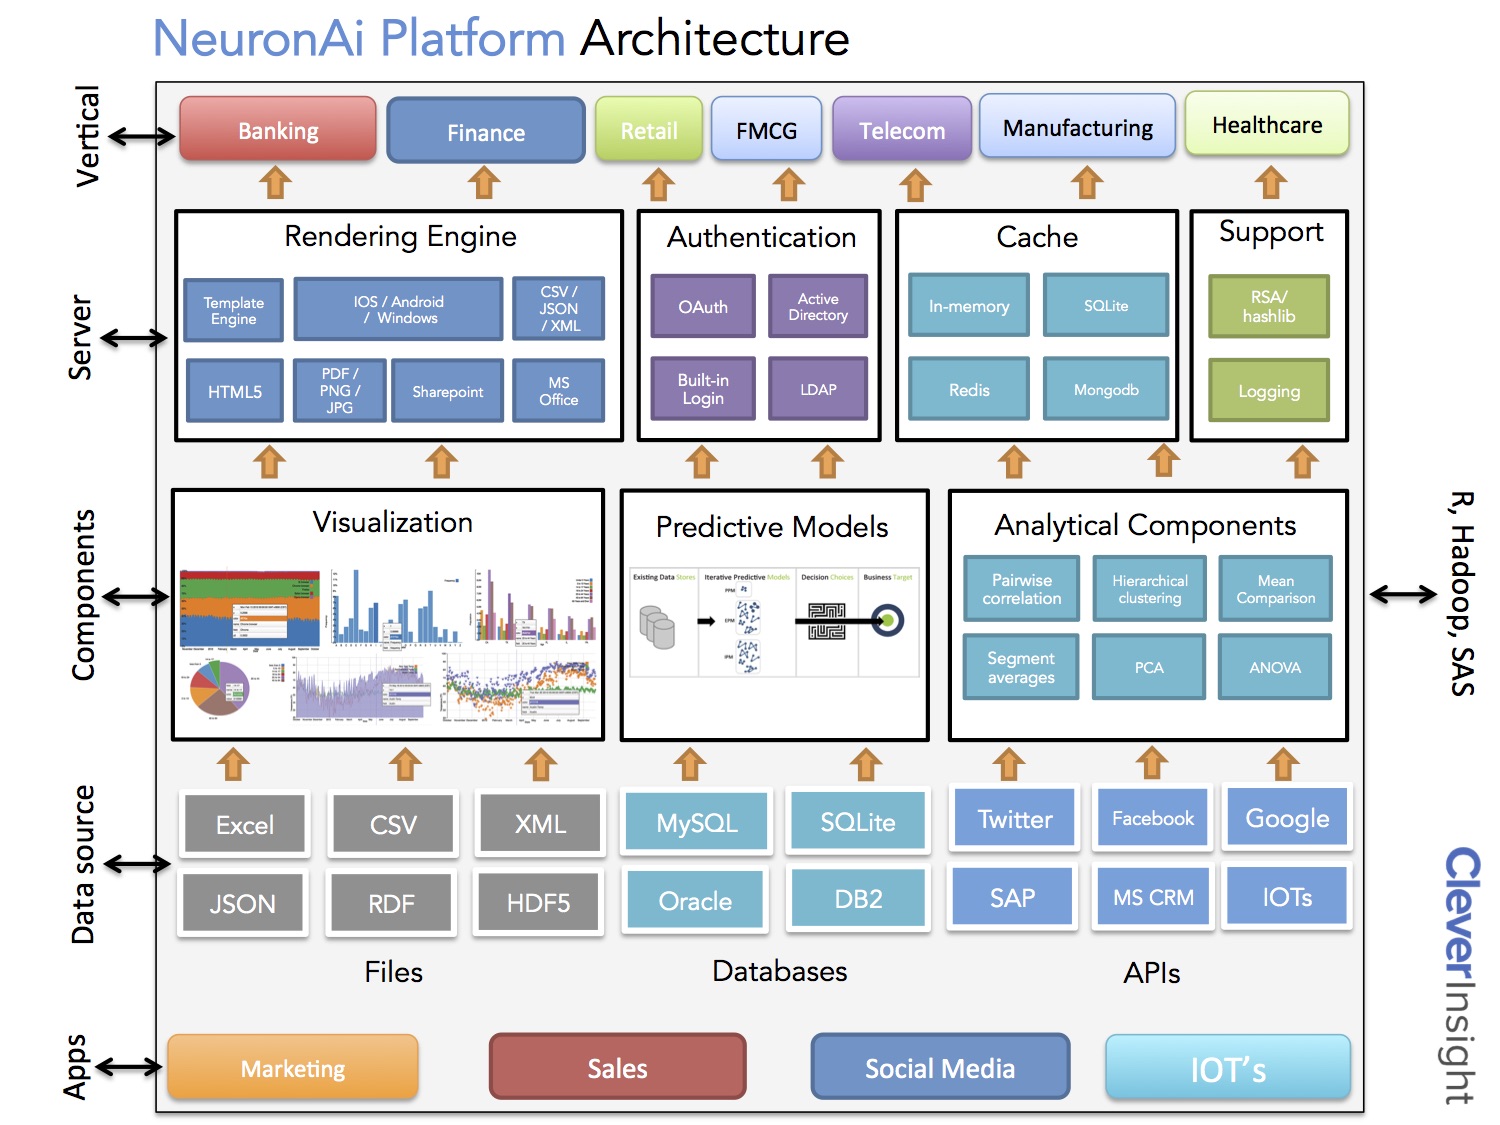 NeuronAi Platform Architecture
Vertical
Banking
Finance
Retail
FMCG
Telecom
Manufacturing
Healthcare
Server
Rendering Engine
Template
Engine
IOS / Android
/ Windows
CSV /
JSON
/ XML
HTML5
PDF /
PNG /
JPG
Sharepoint
MS
Office
Authentication
OAuth
Active
Directory
Built-in
Login
LDAP
Cache
In-memory
SQLite
Redis
Mongodb
Support
RSA/
hashlib
Logging
Components
Visualization
Predictive Models
Existing Data Stores
Iterative Predictive Models
Decision Choices
Business Target
PPM
EPM
IPM
Analytical Components
Pairwise
correlation
Hierarchical
clustering
Mean
Comparison
Segment
averages
PCA
ANOVA
R, Hadoop, SAS
Data source
Excel
CSV
XML
MySQL
SQLite
Twitter
Facebook
Google
JSON
RDF
HDF5
Oracle
DB2
SAP
MS CRM
IOTs
Files
Databases
APIs
Apps
Marketing
Sales
Social Media
IOT's
CleverInsight